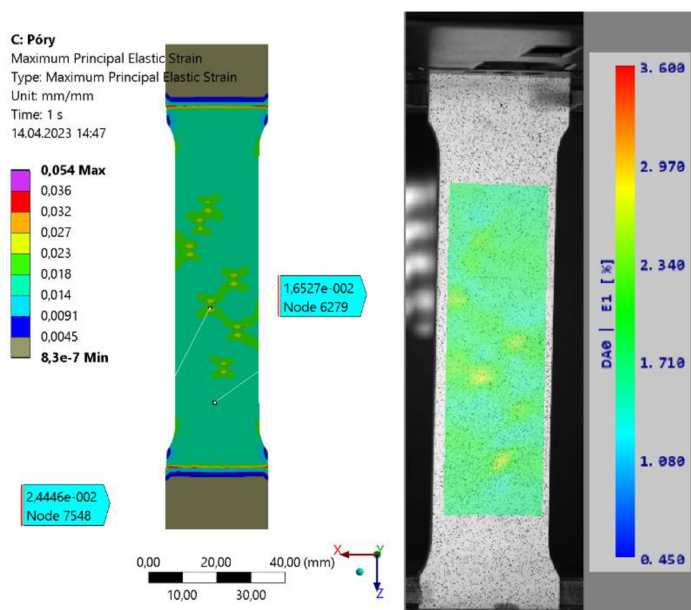 C: Póry
Maximum Principal Elastic Strain
Type: Maximum Principal Elastic Strain
Unit: mm/mm
Time: 1 s
14.04.2023 14:47
0,054 Max
0,036
0,032
0,027
0,023
0,018
0,014
0,0091
0,0045
8,3e-7 Min
1,6527e-002
Node 6279
2,4446e-002
Node 7548
0,00 20,00 40,00 (mm)
10,00 30,00
X Y
Z
3.600
2.970
2.340
1.710
1.080
0.450
DA0 | E1 [%]